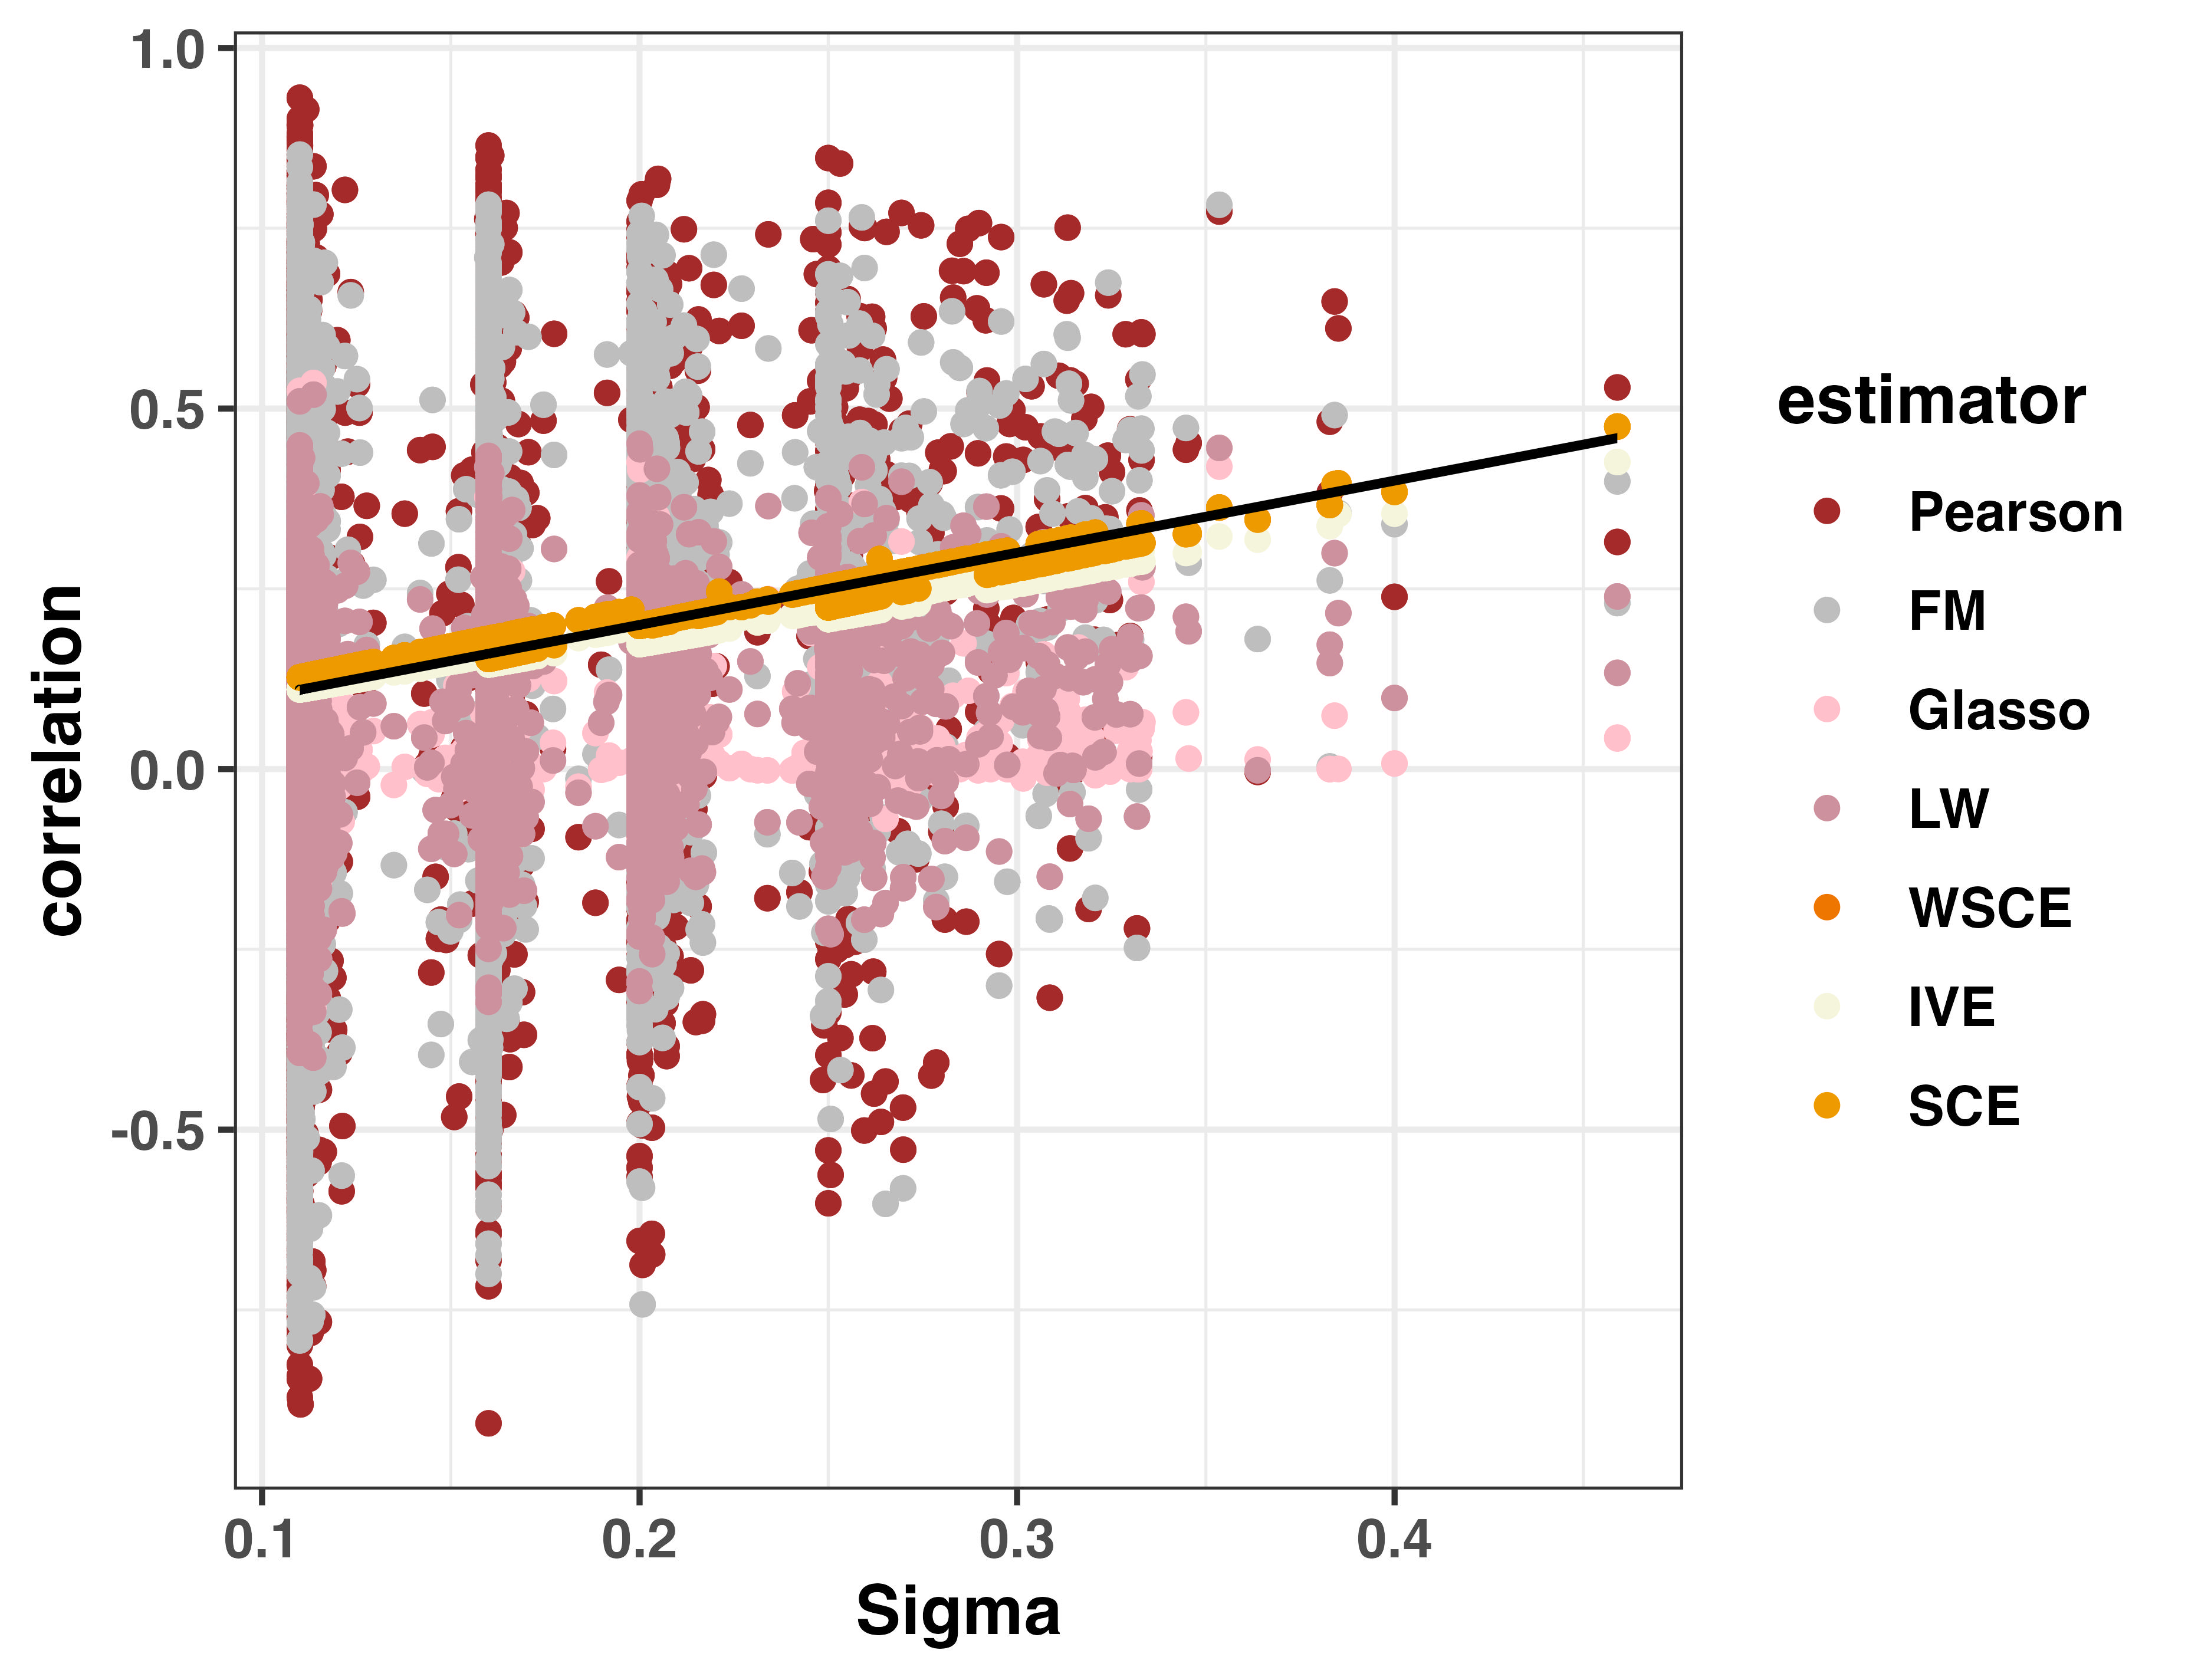 1.0
0.5
0.0
-0.5
correlation
0.1
0.2
0.3
0.4
Sigma
estimator
Pearson
FM
Glasso
LW
WSCE
IVE
SCE